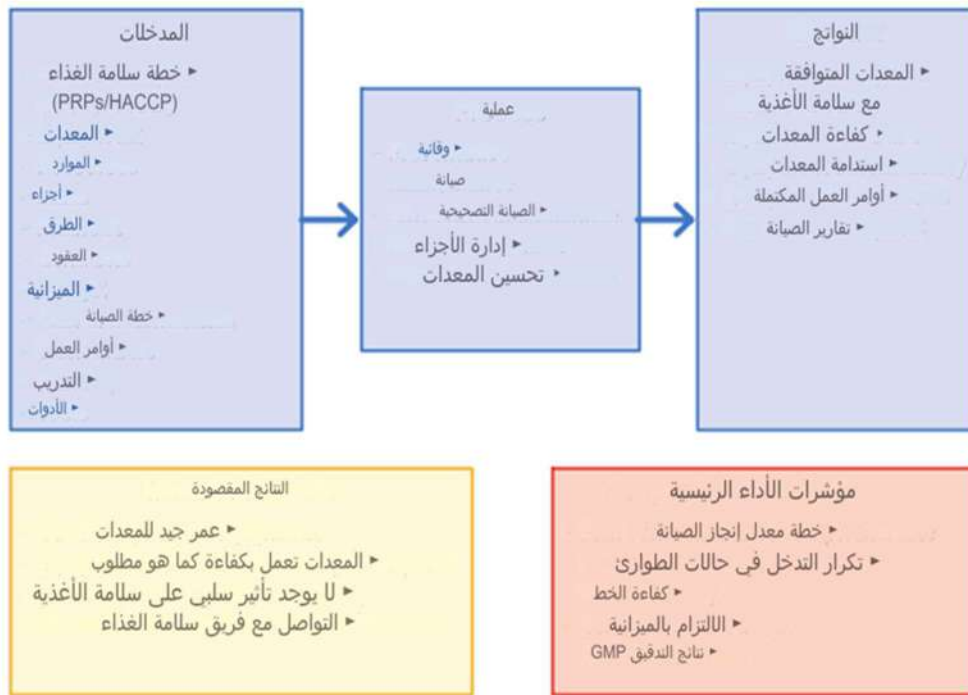 المدخلات
خطة سلامة الغذاء
(PRPs/HACCP)
المعدات
الموارد
أجزاء
الطرق
العقود
الميزانية
خطة الصيانة
أوامر العمل
التدريب
الأدوات
عملية
وقائية
صيانة
الصيانة التصحيحية
إدارة الأجزاء
تحسين المعدات
النواتج
المعدات المتوافقة
مع سلامة الأغذية
كفاءة المعدات
استدامة المعدات
أوامر العمل المكتملة
تقارير الصيانة
النتائج المقصودة
عمر جيد للمعدات
المعدات تعمل بكفاءة كما هو مطلوب
لا يوجد تأثير سلبي على سلامة الأغذية
التواصل مع فريق سلامة الغذاء
مؤشرات الأداء الرئيسية
خطة معدل إنجاز الصيانة
تكرار التدخل في حالات الطوارئ
كفاءة الخط
الالتزام بالميزانية
نتائج التدقيق GMP